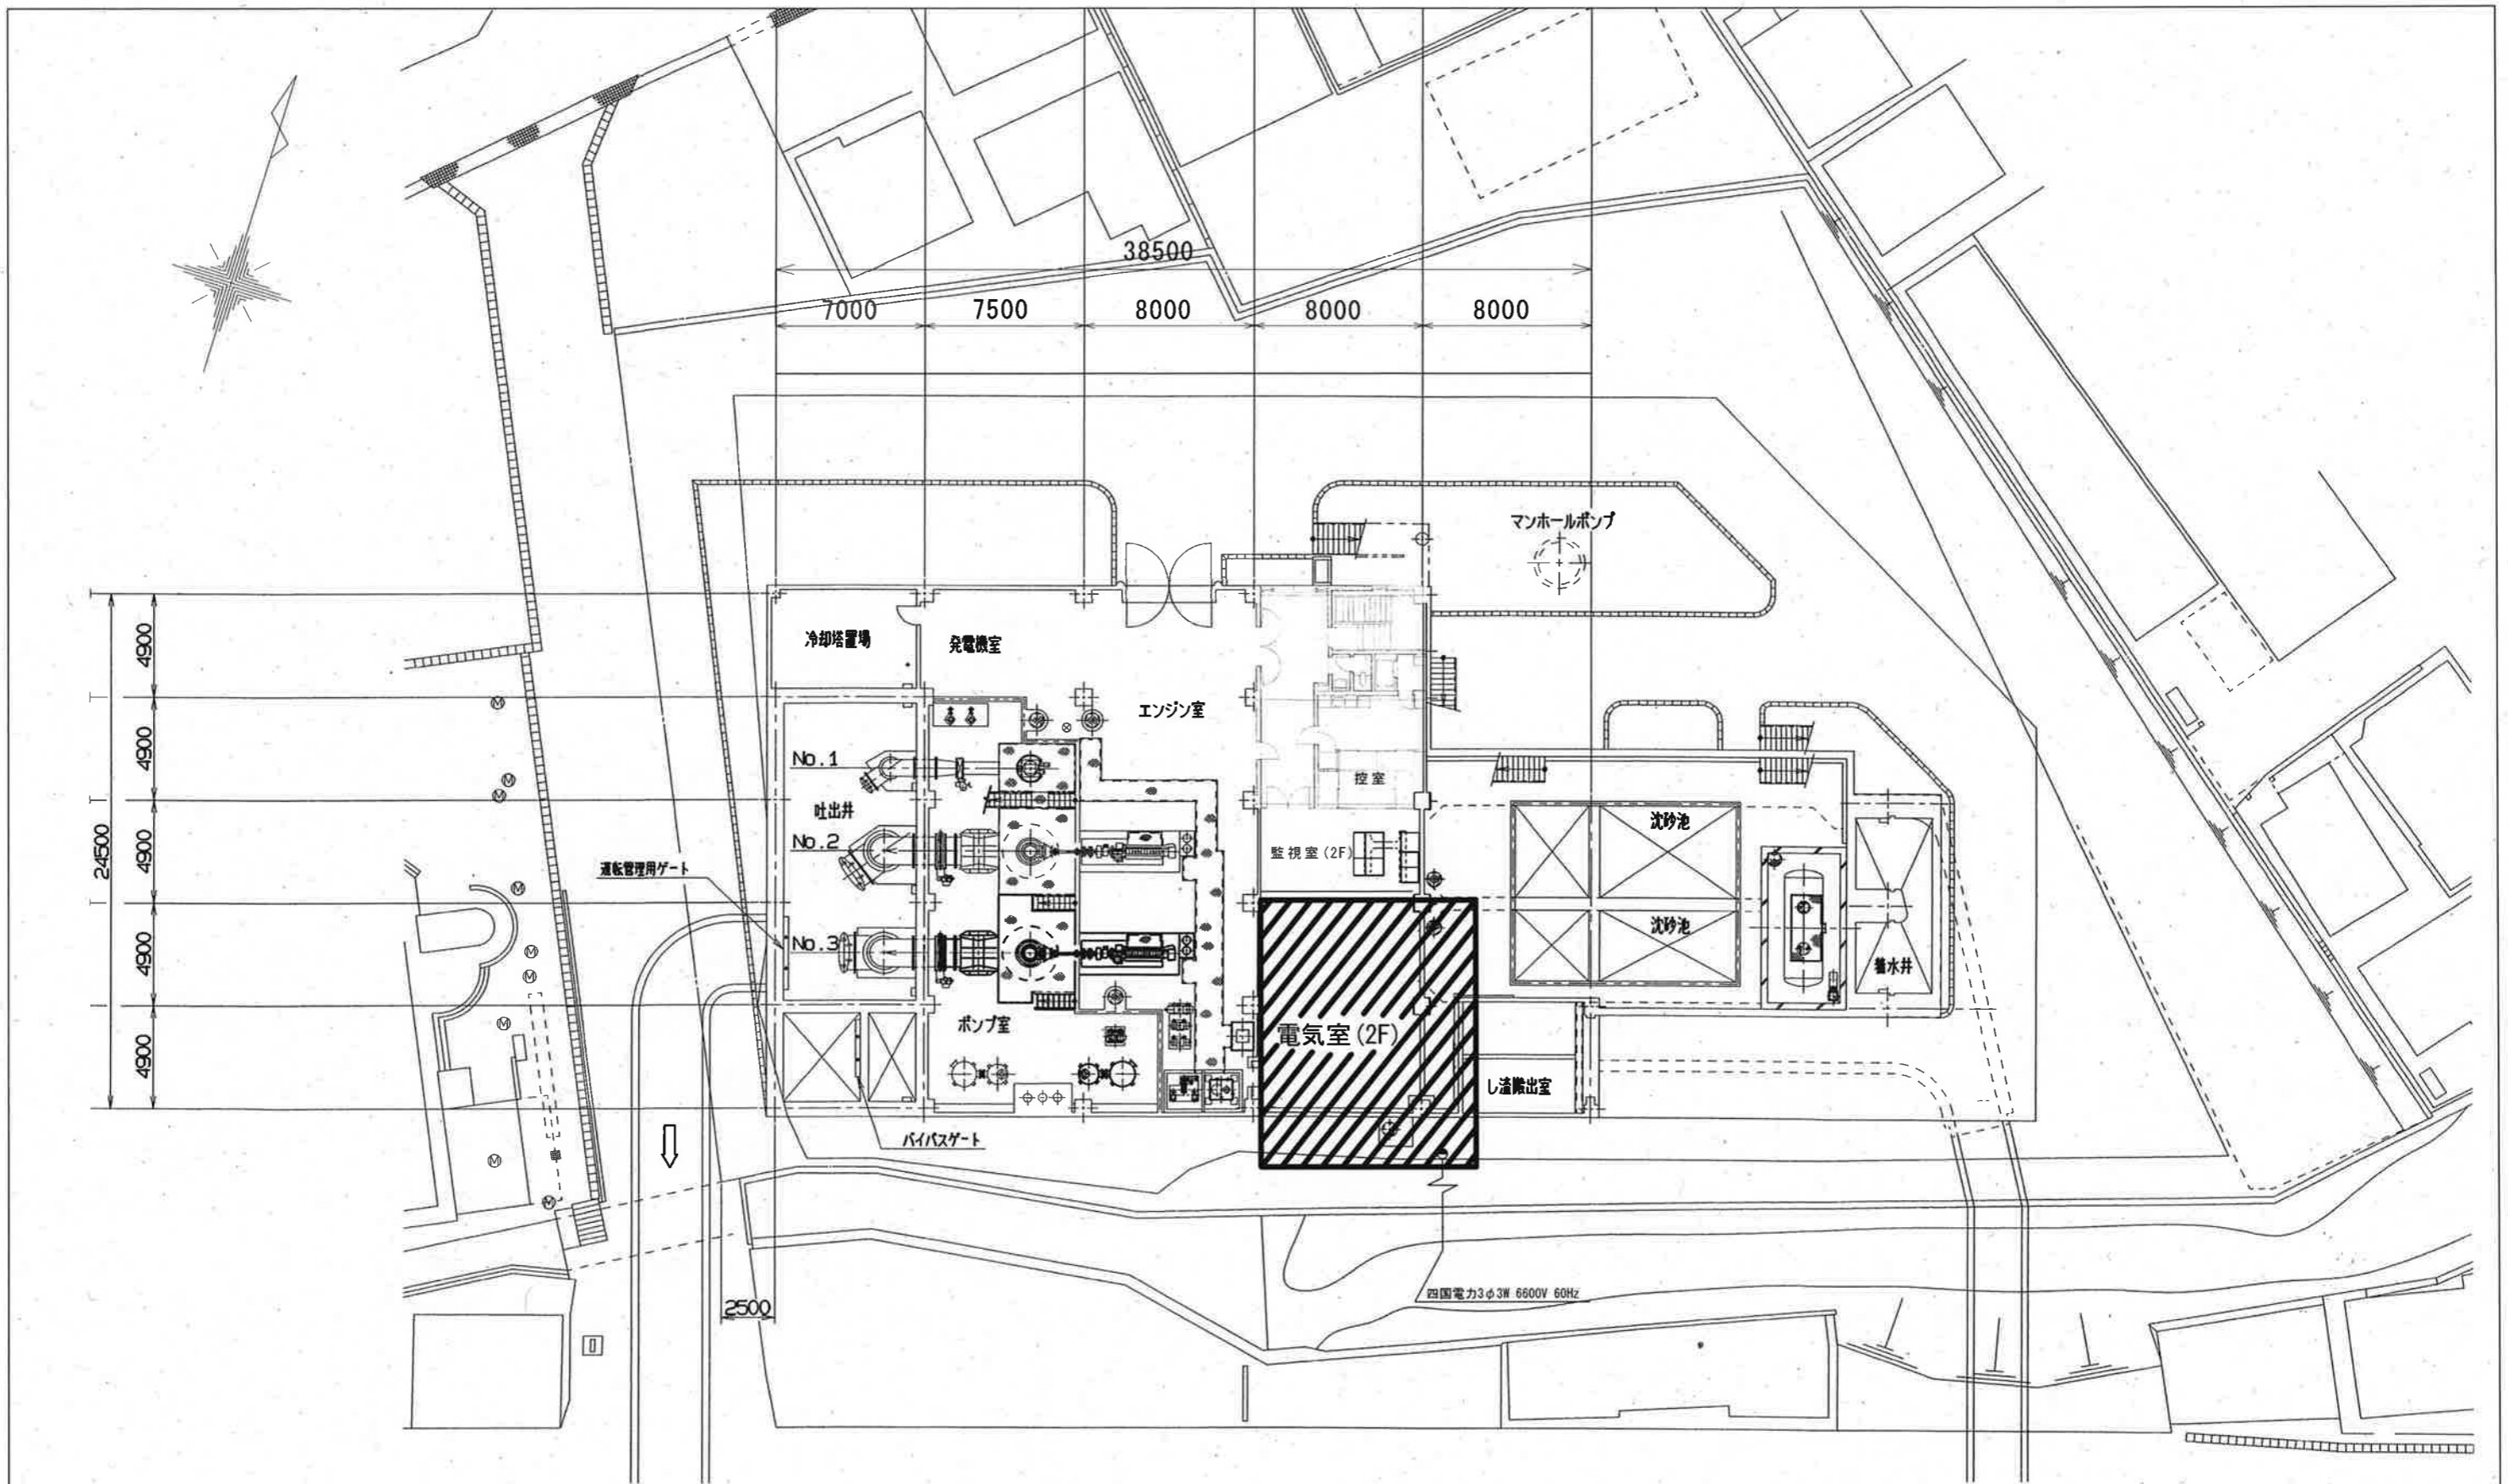 38500
7000
7500
8000
8000
8000
マンホールポンプ
4900
4900
4900
4900
4900
24500
冷却塔置場
発電機室
エンジン室
No.1
吐出井
No.2
運転管理用ゲート
No.3
控室
監視室(2F)
沈砂池
沈砂池
着水井
ポンプ室
電気室(2F)
し渣搬出室
バイパスゲート
2500
四国電力3φ3W 6600V 60Hz
M
M
M
M
M
M
M
M
M